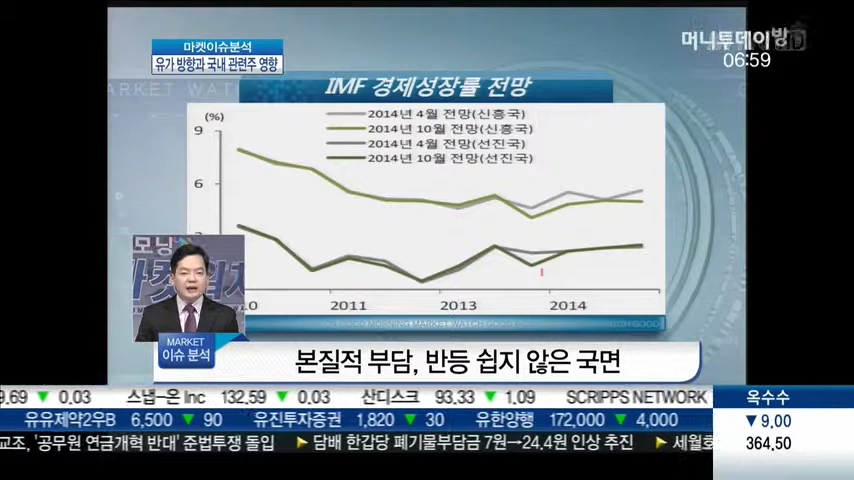 마켓이슈분석
유가 방향과 국내 관련주 영향
머니투데이방
06:59
IMF 경제성장률 전망
(%)
2014년 4월 전망(신흥국)
2014년 10월 전망(신흥국)
2014년 4월 전망(선진국)
2014년 10월 전망(선진국)
9
6
2011
2013
2014
모닝
MARKET
이슈 분석
본질적 부담, 반등 쉽지 않은 국면
9.69 ▼ 0.03 스냅-온 Inc 132,59 ▼ 0.03 샌디스크 93,33 ▼ 1,09 SCRIPPS NETWORK
유유제약2우B 6,500 ▼ 90 유진투자증권 1,820 ▼ 30 유한양행 172,000 ▼ 4,000
교조, '공무원 연금개혁 반대' 준법투쟁 돌입 ▶ 담배 한갑당 폐기물부담금 7원→24.4원 인상 추진 ▶ 세월호
옥수수
▼9,00
364,50